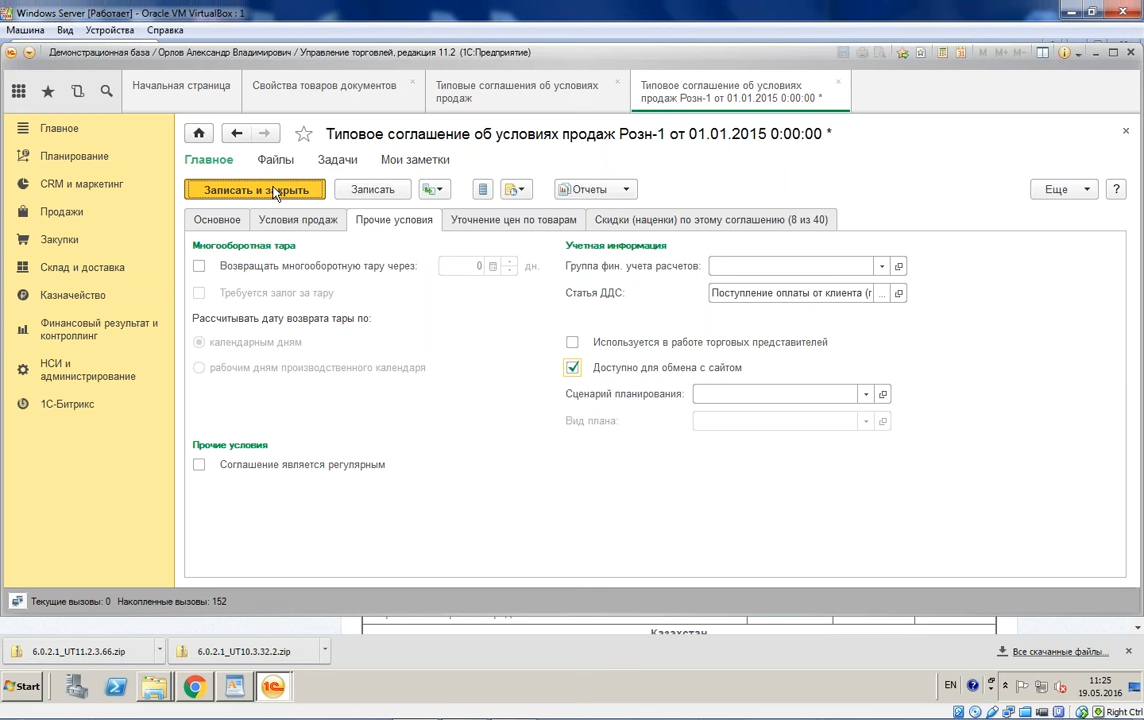 Windows Server [Работает] - Oracle VM VirtualBox : 1
Машина Вид Устройства Справка
Демонстрационная база / Орлов Александр Владимирович / Управление торговлей, редакция 11.2 (1С:Предприятие)
M M+ M-
Начальная страница
Свойства товаров документов
Типовые соглашения об условиях
продаж
Типовое соглашение об условиях
продаж Розн-1 от 01.01.2015 0:00:00 *
Главное
Планирование
CRM и маркетинг
Продажи
Закупки
Склад и доставка
Казначейство
Финансовый результат и
контроллинг
НСИ и
администрирование
1С-Битрикс
Типовое соглашение об условиях продаж Розн-1 от 01.01.2015 0:00:00 *
Главное Файлы Задачи Мои заметки
Записать и закрыть Записать Отчеты Еще ?
Основное Условия продаж Прочие условия Уточнение цен по товарам Скидки (наценки) по этому соглашению (8 из 40)
Многооборотная тара
Возвращать многооборотную тару через: 0 дн.
Требуется залог за тару
Рассчитывать дату возврата тары по:
календарным дням
рабочим дням производственного календаря
Прочие условия
Соглашение является регулярным
Учетная информация
Группа фин. учета расчетов:
Статья ДДС: Поступление оплаты от клиента (г ...
Используется в работе торговых представителей
Доступно для обмена с сайтом
Сценарий планирования:
Вид плана:
Текущие вызовы: 0 Накопленные вызовы: 152
Казахстан
6.0.2.1_UT11.2.3.66.zip 6.0.2.1_UT10.3.32.2.zip Все скачанные файлы...
Start EN 11:25
19.05.2016
Right Ctrl